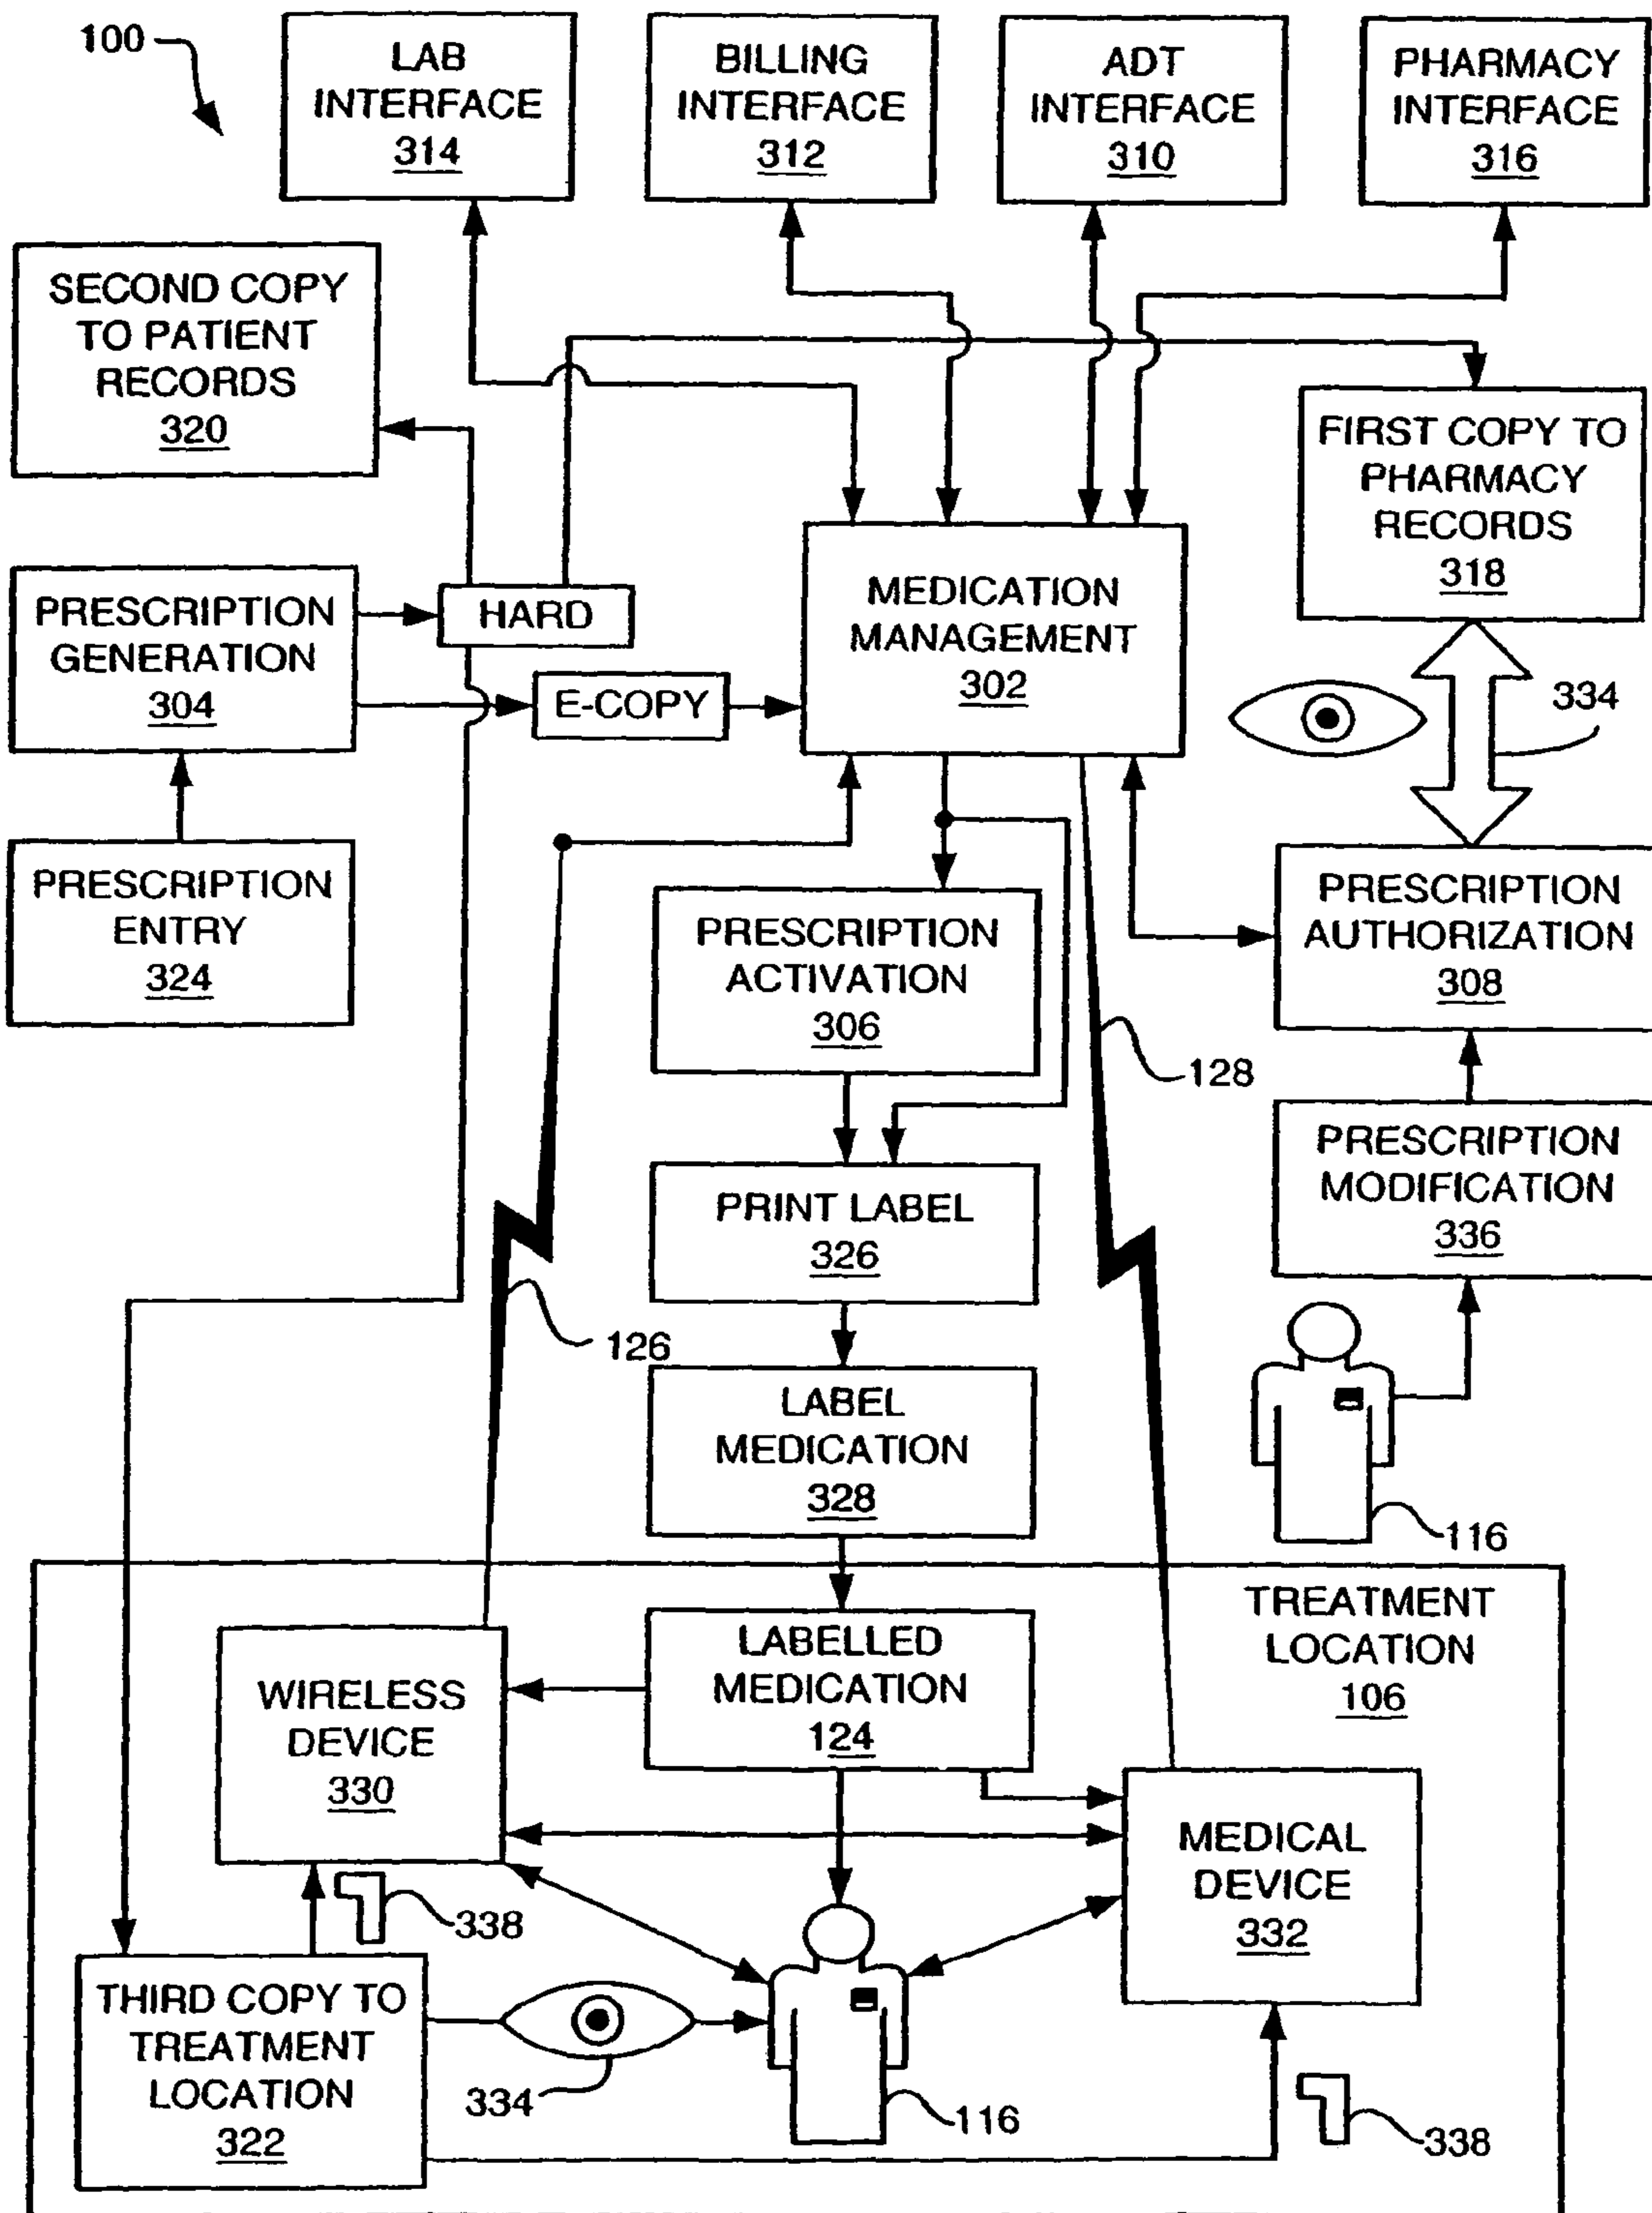 100
LAB
INTERFACE
314
BILLING
INTERFACE
312
ADT
INTERFACE
310
PHARMACY
INTERFACE
316
SECOND COPY
TO PATIENT
RECORDS
320
FIRST COPY TO
PHARMACY
RECORDS
318
PRESCRIPTION
GENERATION
304
HARD
E-COPY
MEDICATION
MANAGEMENT
302
334
PRESCRIPTION
ENTRY
324
PRESCRIPTION
ACTIVATION
306
PRESCRIPTION
AUTHORIZATION
308
128
PRESCRIPTION
MODIFICATION
336
PRINT LABEL
326
126
LABEL
MEDICATION
328
116
TREATMENT
LOCATION
106
LABELLED
MEDICATION
124
WIRELESS
DEVICE
330
MEDICAL
DEVICE
332
338
THIRD COPY TO
TREATMENT
LOCATION
322
334
116
338